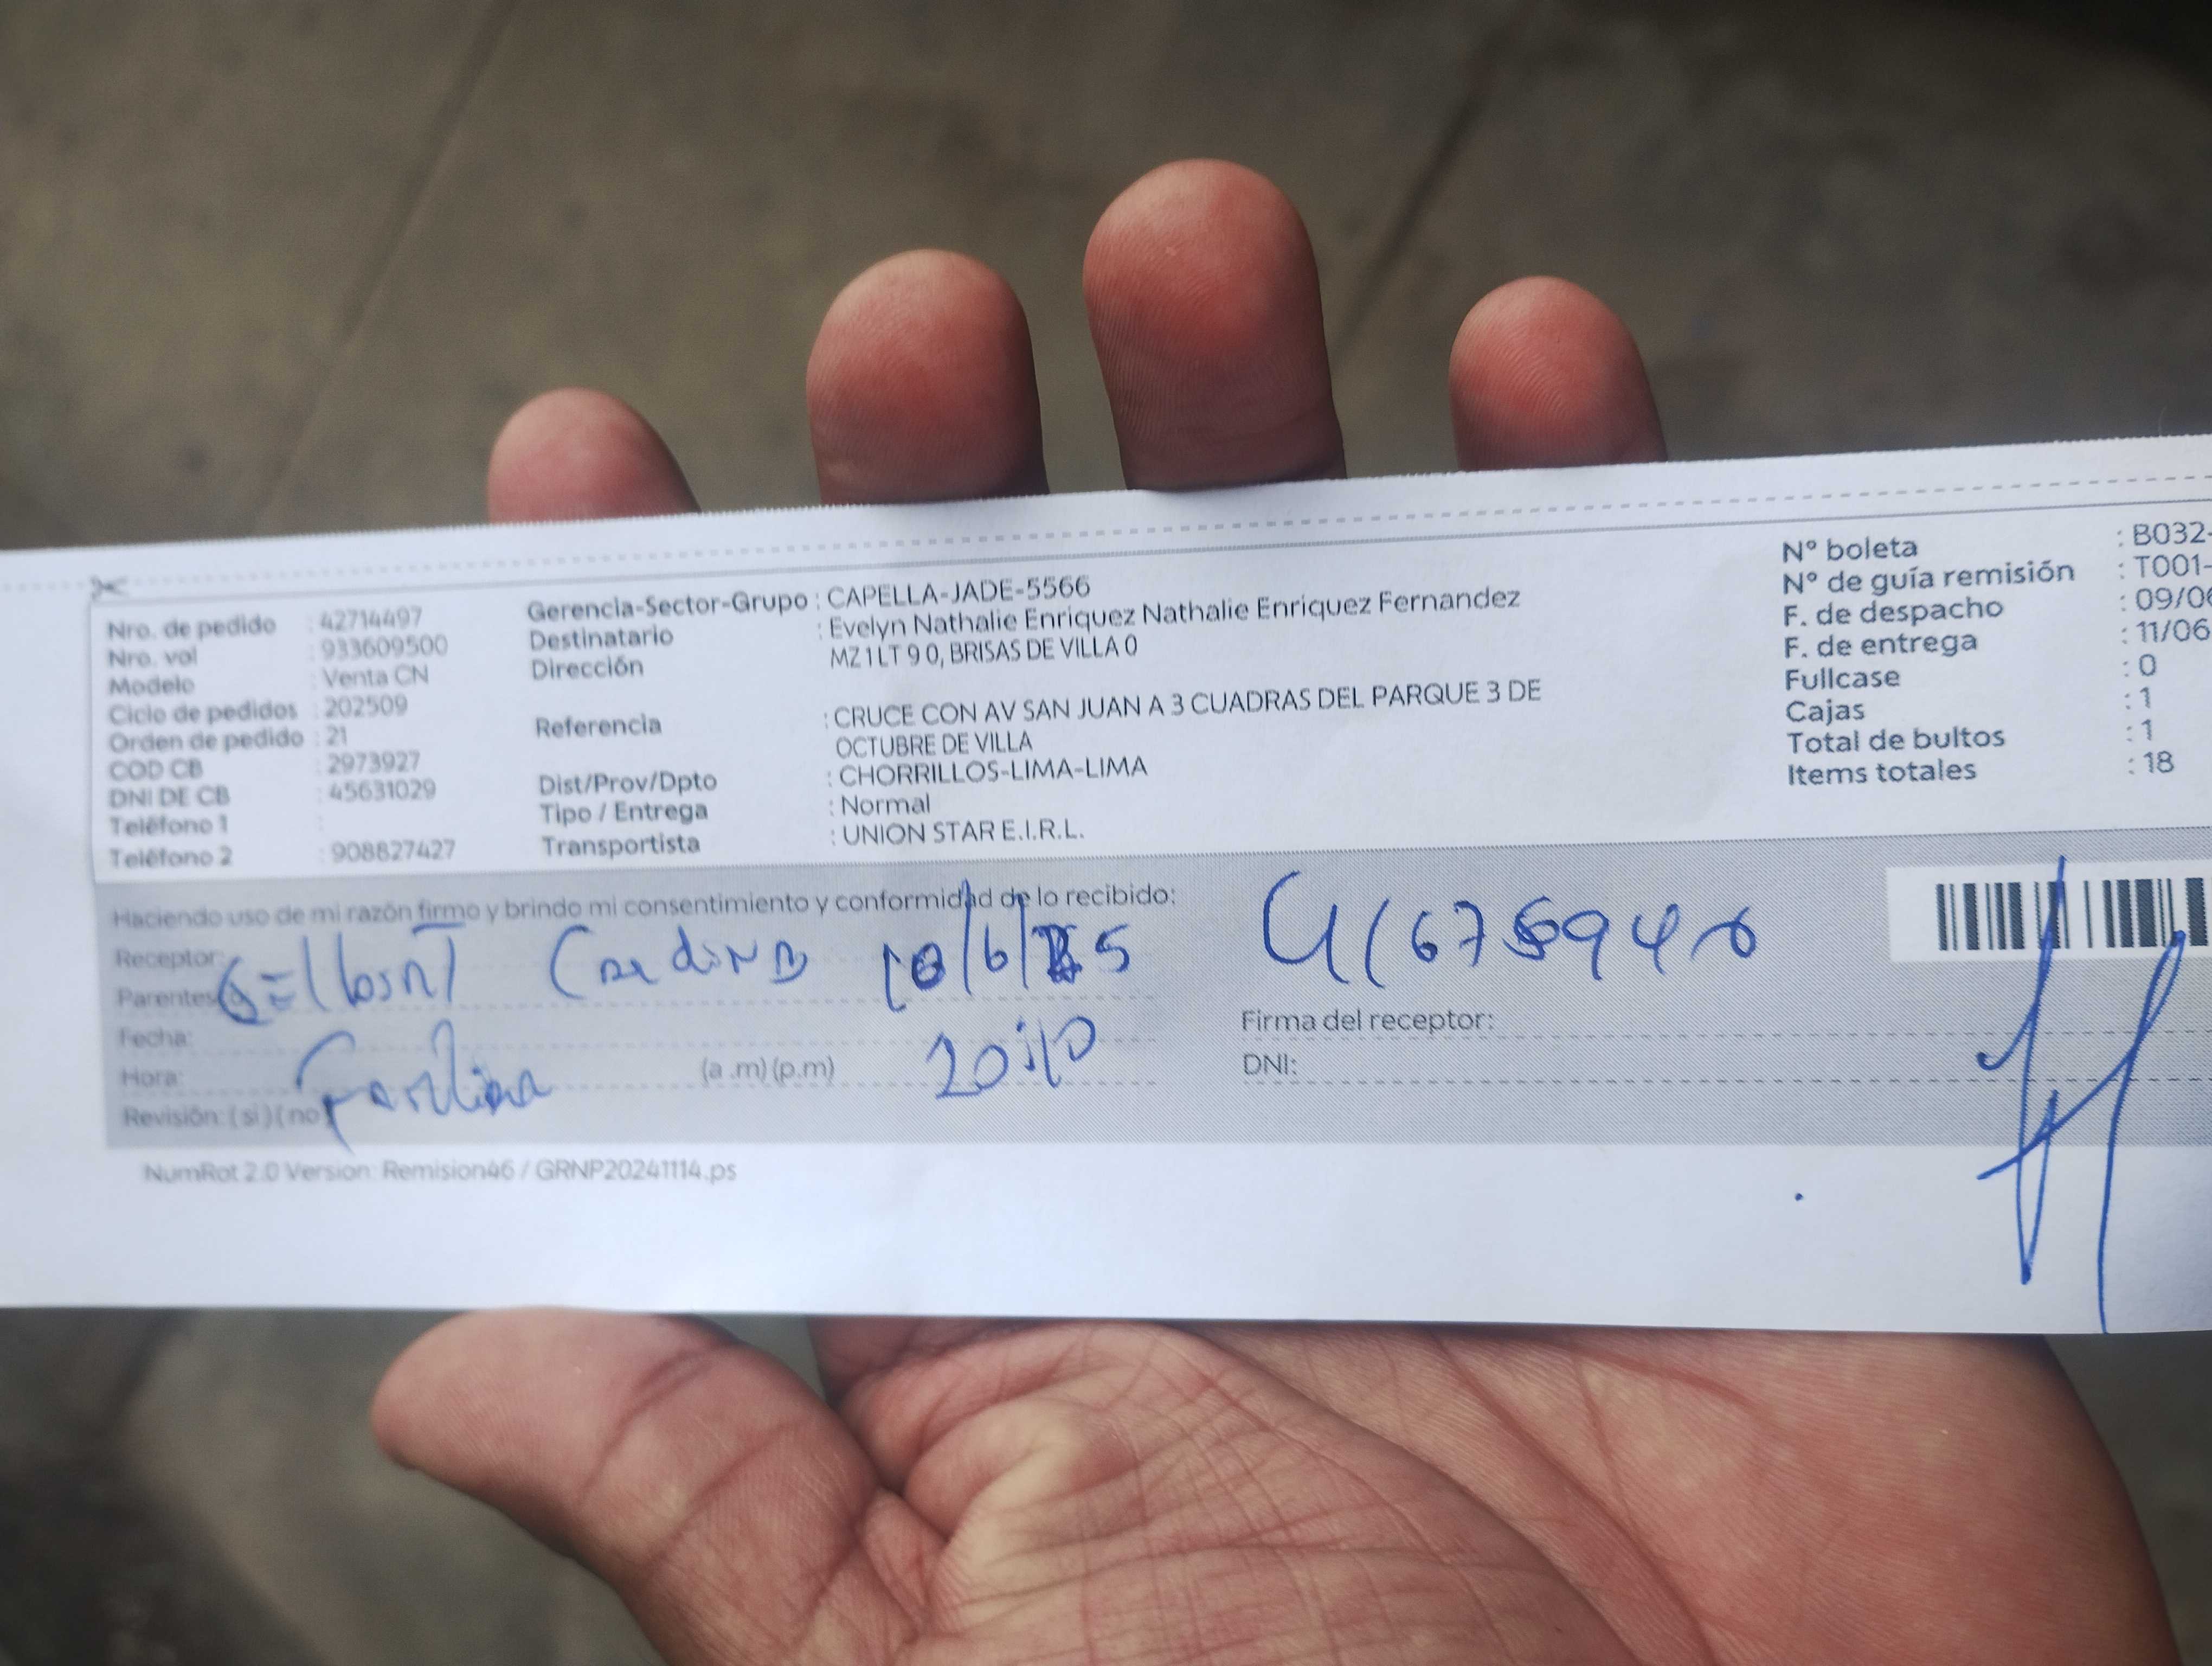 Nro. de pedido : 42714497
Nro. vol : 933609500
Modelo : Venta CN
Ciclo de pedidos : 202509
Orden de pedido : 21
COD CB : 2973927
DNI DE CB : 45631029
Teléfono 1 :
Teléfono 2 : 908827427
Gerencia-Sector-Grupo : CAPELLA-JADE-5566
Destinatario : Evelyn Nathalie Enriquez Nathalie Enriquez Fernandez
Dirección MZ 1 LT 9 0, BRISAS DE VILLA 0
Referencia : CRUCE CON AV SAN JUAN A 3 CUADRAS DEL PARQUE 3 DE
OCTUBRE DE VILLA
Dist/Prov/Dpto : CHORRILLOS-LIMA-LIMA
Tipo / Entrega : Normal
Transportista : UNION STAR E.I.R.L.
N° boleta : B032-
N° de guía remisión : T001-
F. de despacho : 09/06
F. de entrega : 11/06
Fullcase : 0
Cajas : 1
Total de bultos : 1
Items totales : 18
Haciendo uso de mi razón firmo y brindo mi consentimiento y conformidad de lo recibido:
Receptor:
Parentesco
10/6/25
Fecha:
Hora: (a .m) (p.m)
Revisión: ( si ) ( no )
Firma del receptor:
DNI:
NumRot 2.0 Version: Remision46 / GRNP20241114.ps